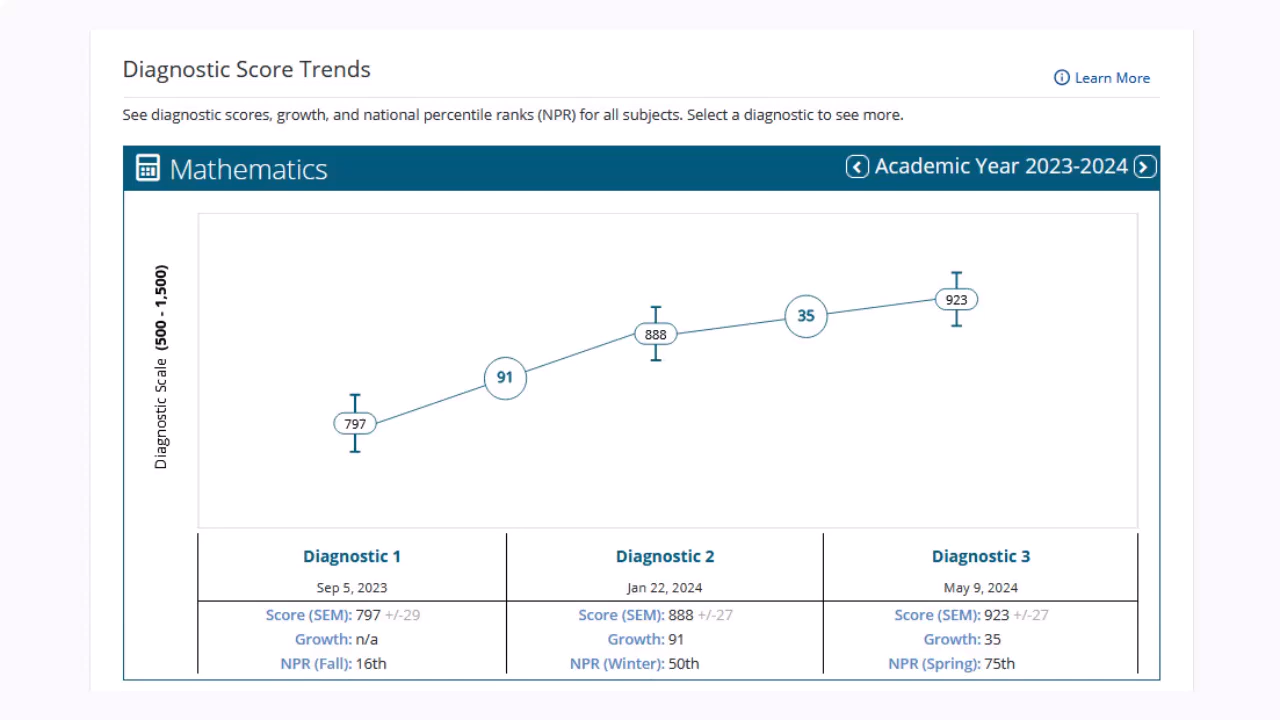 Diagnostic Score Trends
Learn More
See diagnostic scores, growth, and national percentile ranks (NPR) for all subjects. Select a diagnostic to see more.
Mathematics
Academic Year 2023-2024
Diagnostic Scale (500 - 1,500)
797
91
888
35
923
Diagnostic 1
Sep 5, 2023
Score (SEM): 797 +/-29
Growth: n/a
NPR (Fall): 16th
Diagnostic 2
Jan 22, 2024
Score (SEM): 888 +/-27
Growth: 91
NPR (Winter): 50th
Diagnostic 3
May 9, 2024
Score (SEM): 923 +/-27
Growth: 35
NPR (Spring): 75th